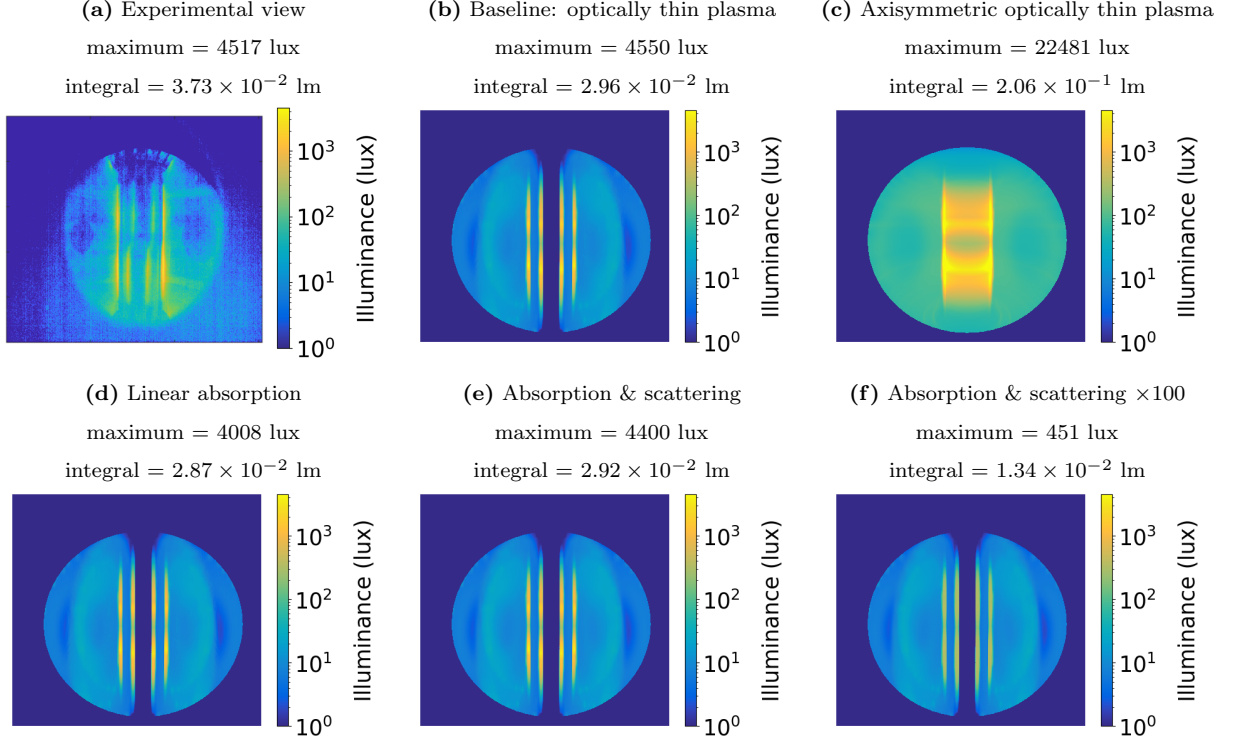 (a) Experimental view
maximum = 4517 lux
integral = 3.73 × 10⁻² lm
10³
10²
10¹
10⁰
Illuminance (lux)
(b) Baseline: optically thin plasma
maximum = 4550 lux
integral = 2.96 × 10⁻² lm
10³
10²
10¹
10⁰
Illuminance (lux)
(c) Axisymmetric optically thin plasma
maximum = 22481 lux
integral = 2.06 × 10⁻¹ lm
10³
10²
10¹
10⁰
Illuminance (lux)
(d) Linear absorption
maximum = 4008 lux
integral = 2.87 × 10⁻² lm
10³
10²
10¹
10⁰
Illuminance (lux)
(e) Absorption & scattering
maximum = 4400 lux
integral = 2.92 × 10⁻² lm
10³
10²
10¹
10⁰
Illuminance (lux)
(f) Absorption & scattering ×100
maximum = 451 lux
integral = 1.34 × 10⁻² lm
10³
10²
10¹
10⁰
Illuminance (lux)